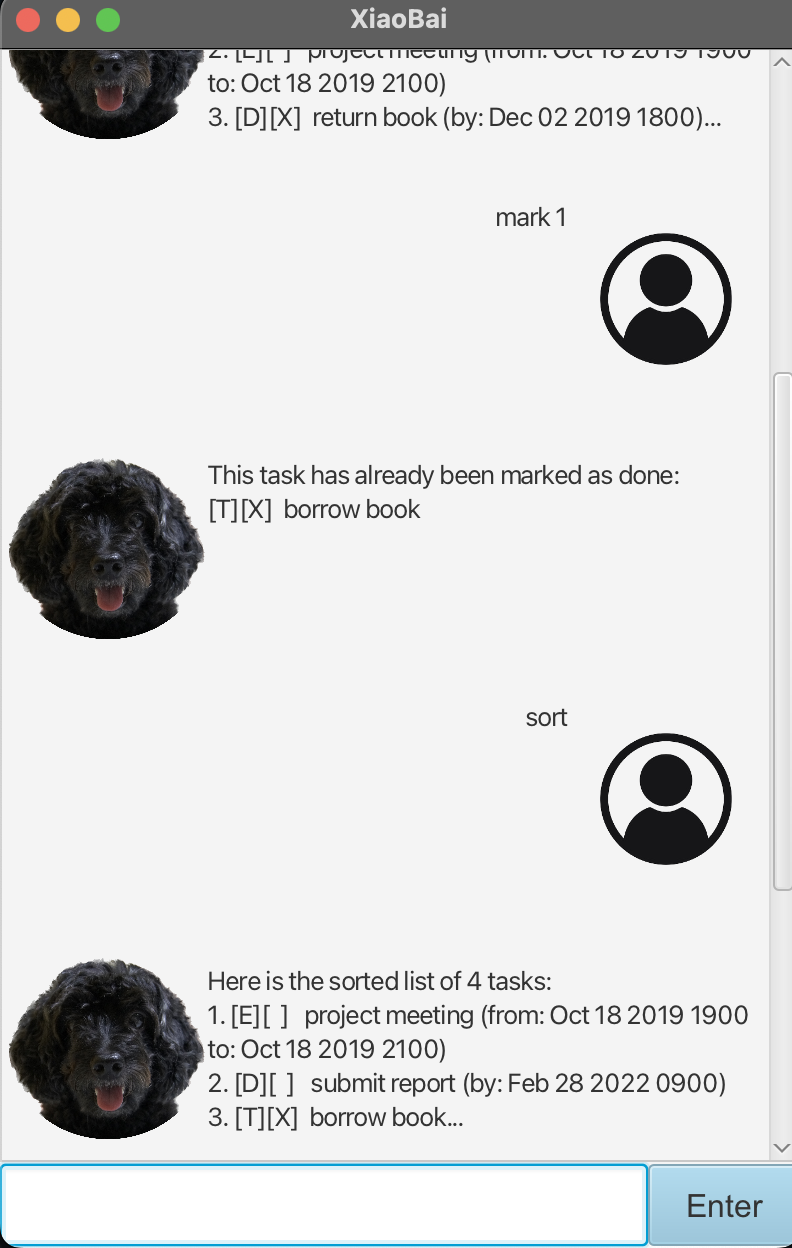 XiaoBai
2. [E][ ] project meeting (from: Oct 18 2019 1900
to: Oct 18 2019 2100)
3. [D][X] return book (by: Dec 02 2019 1800)...
mark 1
This task has already been marked as done:
[T][X] borrow book
sort
Here is the sorted list of 4 tasks:
1. [E][ ] project meeting (from: Oct 18 2019 1900
to: Oct 18 2019 2100)
2. [D][ ] submit report (by: Feb 28 2022 0900)
3. [T][X] borrow book...
Enter